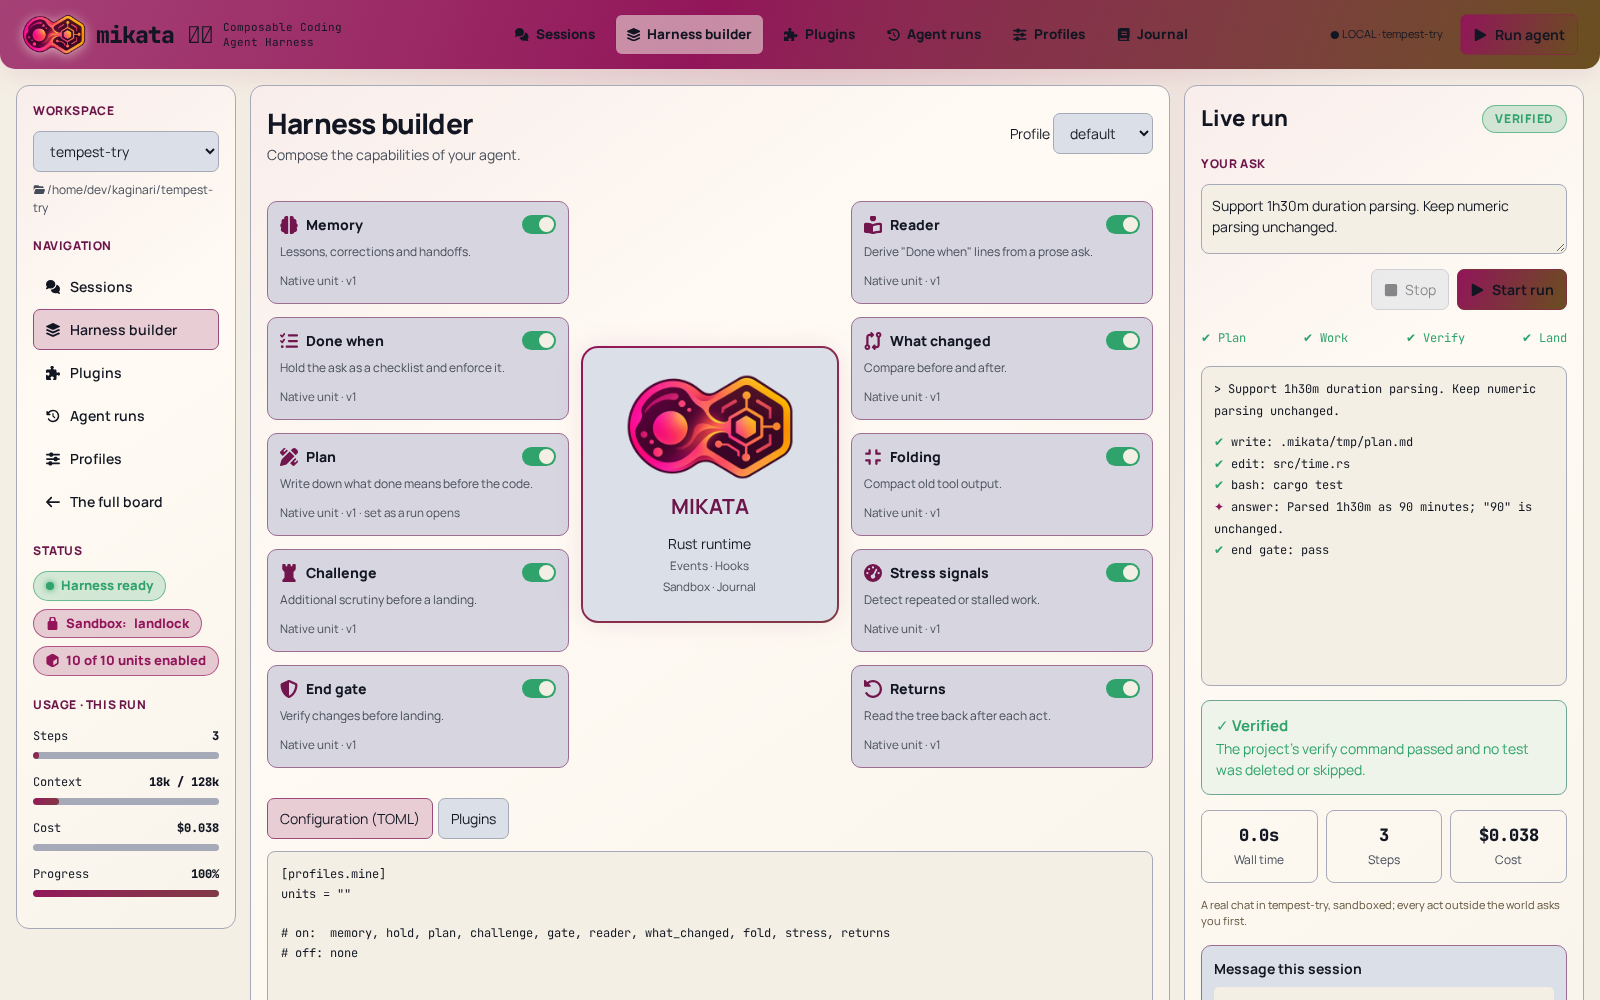 mikata
Composable Coding
Agent Harness
Sessions
Harness builder
Plugins
Agent runs
Profiles
Journal
LOCAL · tempest-try
Run agent
WORKSPACE
tempest-try
/home/dev/kaginari/tempest-
try
NAVIGATION
Sessions
Harness builder
Plugins
Agent runs
Profiles
The full board
STATUS
Harness ready
Sandbox: landlock
10 of 10 units enabled
USAGE · THIS RUN
Steps 3
Context 18k / 128k
Cost $0.038
Progress 100%
Harness builder
Compose the capabilities of your agent.
Profile default
Memory
Lessons, corrections and handoffs.
Native unit · v1
Done when
Hold the ask as a checklist and enforce it.
Native unit · v1
Plan
Write down what done means before the code.
Native unit · v1 · set as a run opens
Challenge
Additional scrutiny before a landing.
Native unit · v1
End gate
Verify changes before landing.
Native unit · v1
MIKATA
Rust runtime
Events · Hooks
Sandbox · Journal
Reader
Derive "Done when" lines from a prose ask.
Native unit · v1
What changed
Compare before and after.
Native unit · v1
Folding
Compact old tool output.
Native unit · v1
Stress signals
Detect repeated or stalled work.
Native unit · v1
Returns
Read the tree back after each act.
Native unit · v1
Configuration (TOML)
Plugins
[profiles.mine]
units = ""
# on:  memory, hold, plan, challenge, gate, reader, what_changed, fold, stress, returns
# off: none
Live run
VERIFIED
YOUR ASK
Support 1h30m duration parsing. Keep numeric
parsing unchanged.
Stop
Start run
✔ Plan
✔ Work
✔ Verify
✔ Land
> Support 1h30m duration parsing. Keep numeric
parsing unchanged.
✔ write: .mikata/tmp/plan.md
✔ edit: src/time.rs
✔ bash: cargo test
✦ answer: Parsed 1h30m as 90 minutes; "90" is
unchanged.
✔ end gate: pass
✓ Verified
The project's verify command passed and no test
was deleted or skipped.
0.0s
Wall time
3
Steps
$0.038
Cost
A real chat in tempest-try, sandboxed; every act outside the world asks
you first.
Message this session